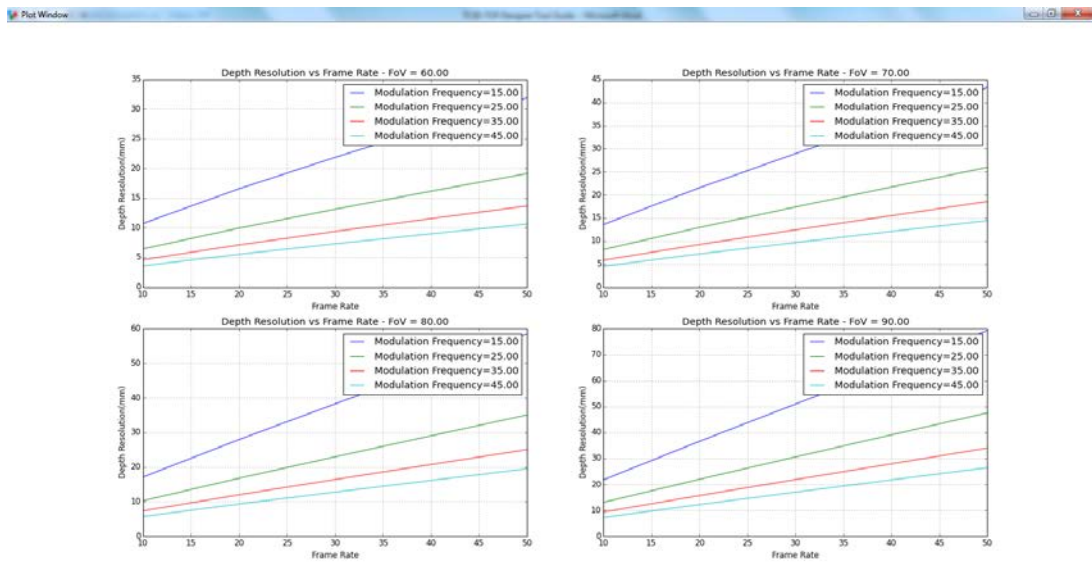 Plot Window
Depth Resolution vs Frame Rate - FoV = 60.00
Depth Resolution(mm)
35
30
25
20
15
10
5
0
Modulation Frequency=15.00
Modulation Frequency=25.00
Modulation Frequency=35.00
Modulation Frequency=45.00
10 15 20 25 30 35 40 45 50
Frame Rate
Depth Resolution vs Frame Rate - FoV = 70.00
Depth Resolution(mm)
45
40
35
30
25
20
15
10
5
0
Modulation Frequency=15.00
Modulation Frequency=25.00
Modulation Frequency=35.00
Modulation Frequency=45.00
10 15 20 25 30 35 40 45 50
Frame Rate
Depth Resolution vs Frame Rate - FoV = 80.00
Depth Resolution(mm)
60
50
40
30
20
10
0
Modulation Frequency=15.00
Modulation Frequency=25.00
Modulation Frequency=35.00
Modulation Frequency=45.00
10 15 20 25 30 35 40 45 50
Frame Rate
Depth Resolution vs Frame Rate - FoV = 90.00
Depth Resolution(mm)
80
70
60
50
40
30
20
10
0
Modulation Frequency=15.00
Modulation Frequency=25.00
Modulation Frequency=35.00
Modulation Frequency=45.00
10 15 20 25 30 35 40 45 50
Frame Rate